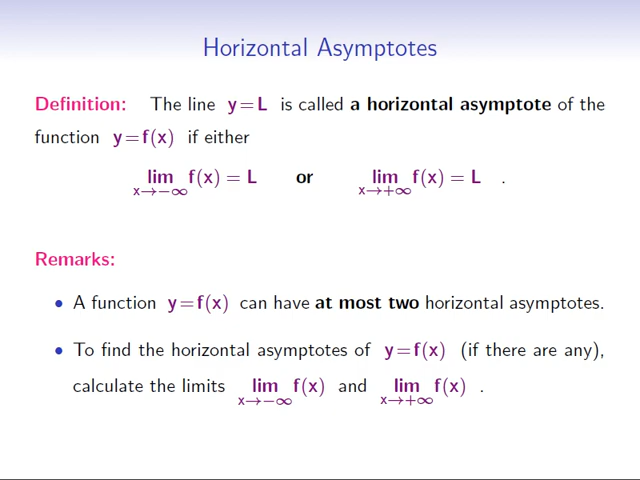 Horizontal Asymptotes
Definition: The line y = L is called a horizontal asymptote of the
function y = f(x) if either
lim x→−∞ f(x) = L or lim x→+∞ f(x) = L .
Remarks:
• A function y = f(x) can have at most two horizontal asymptotes.
• To find the horizontal asymptotes of y = f(x) (if there are any),
calculate the limits lim x→−∞ f(x) and lim x→+∞ f(x) .